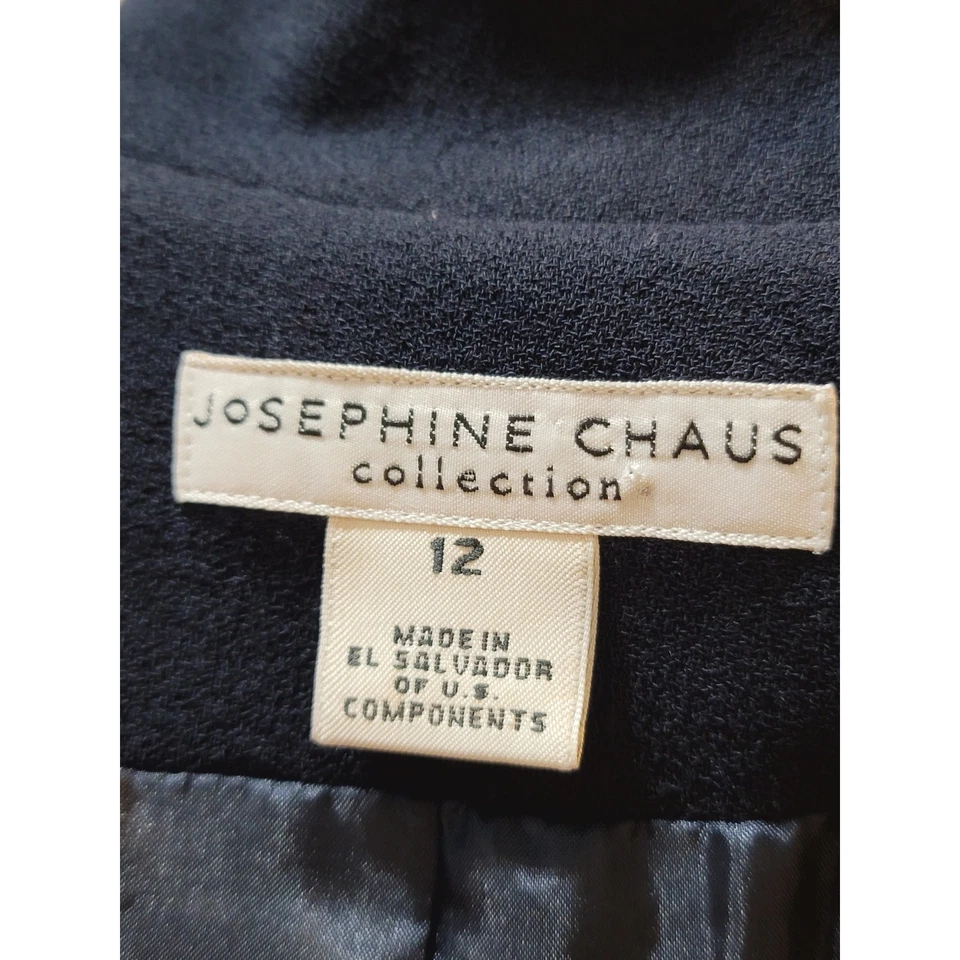 JoSEPHINE CHAUS
collection
12
MADE IN
EL SALVADOR
OF U.S.
COMPONENTS